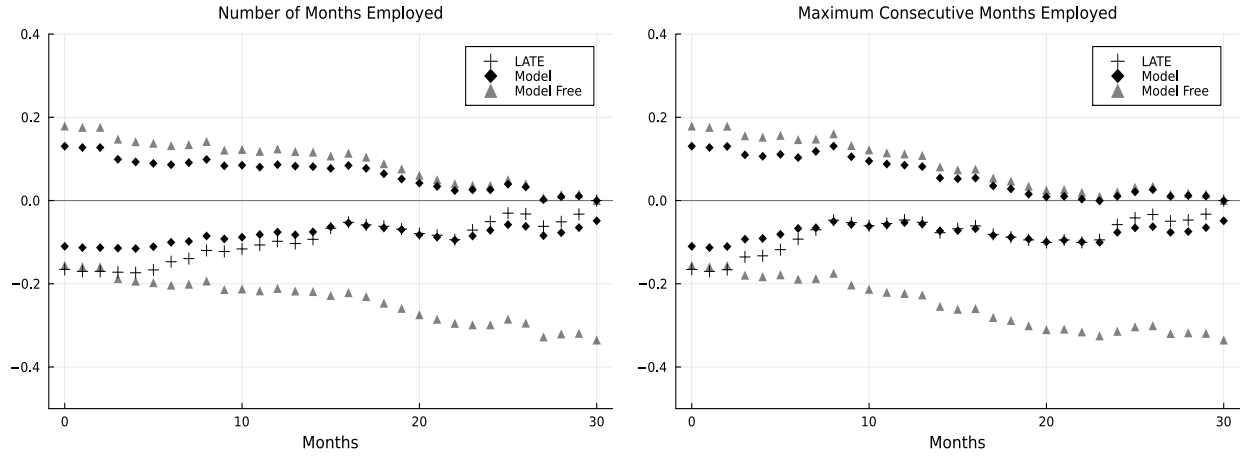 Number of Months Employed
0.4
0.2
0.0
−0.2
−0.4
LATE
Model
Model Free
0
10
20
30
Months
Maximum Consecutive Months Employed
0.4
0.2
0.0
−0.2
−0.4
LATE
Model
Model Free
0
10
20
30
Months